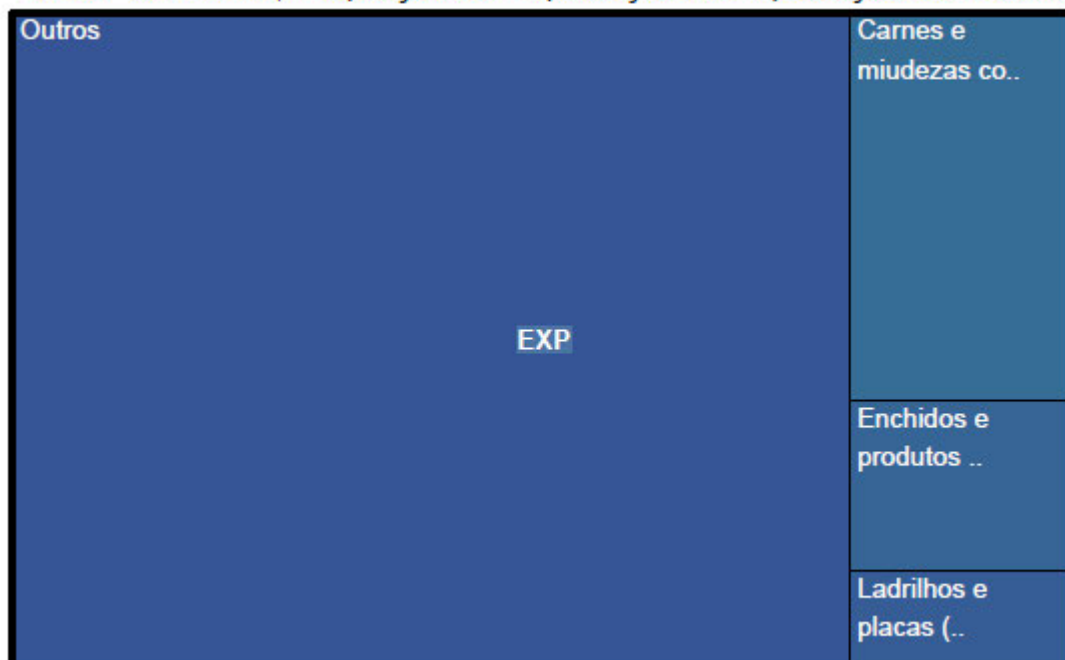 Outros
Carnes e
miudezas co..
EXP
Enchidos e
produtos ..
Ladrilhos e
placas (..